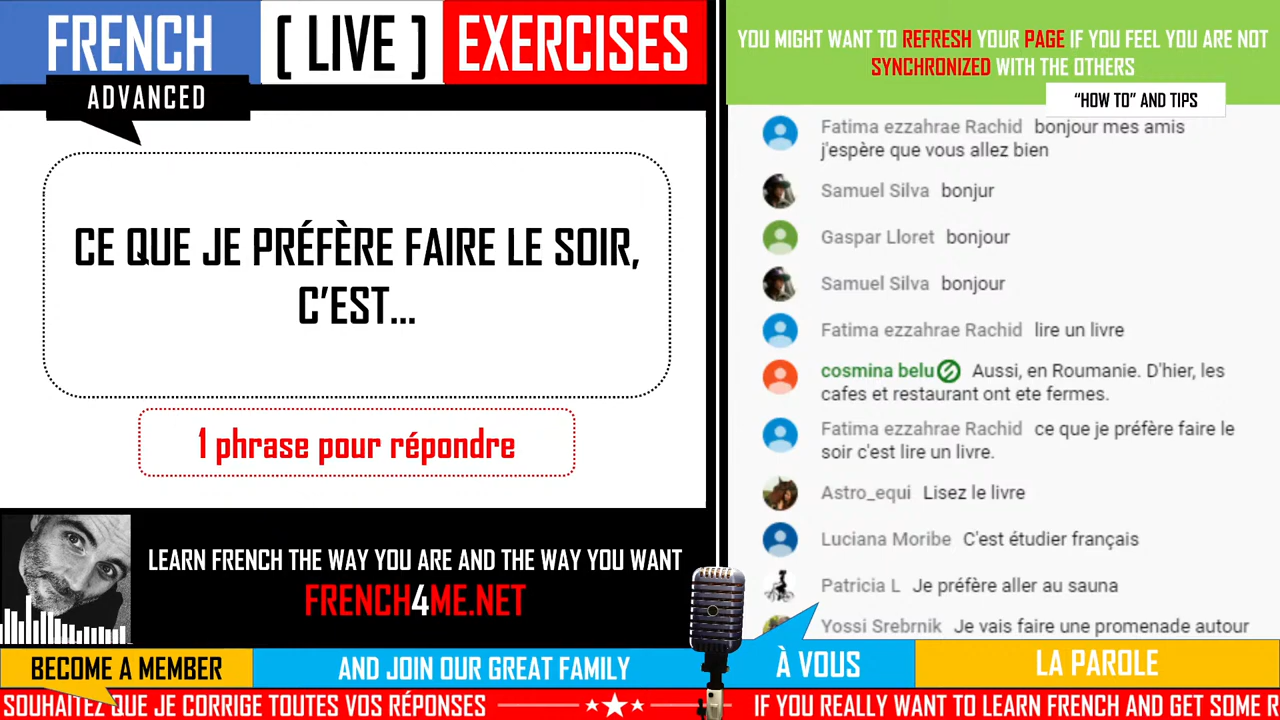 FRENCH
[ LIVE ]
EXERCISES
ADVANCED
CE QUE JE PRÉFÈRE FAIRE LE SOIR,
C'EST...
1 phrase pour répondre
LEARN FRENCH THE WAY YOU ARE AND THE WAY YOU WANT
FRENCH4ME.NET
BECOME A MEMBER
AND JOIN OUR GREAT FAMILY
YOU MIGHT WANT TO REFRESH YOUR PAGE IF YOU FEEL YOU ARE NOT
SYNCHRONIZED WITH THE OTHERS
“HOW TO” AND TIPS
Fatima ezzahrae Rachid bonjour mes amis
j'espère que vous allez bien
Samuel Silva bonjur
Gaspar Lloret bonjour
Samuel Silva bonjour
Fatima ezzahrae Rachid lire un livre
cosmina belu Aussi, en Roumanie. D'hier, les
cafes et restaurant ont ete fermes.
Fatima ezzahrae Rachid ce que je préfère faire le
soir c'est lire un livre.
Astro_equi Lisez le livre
Luciana Moribe C'est étudier français
Patricia L Je préfère aller au sauna
Yossi Srebrnik Je vais faire une promenade autour
À VOUS
LA PAROLE
SOUHAITEZ QUE JE CORRIGE TOUTES VOS RÉPONSES
IF YOU REALLY WANT TO LEARN FRENCH AND GET SOME R